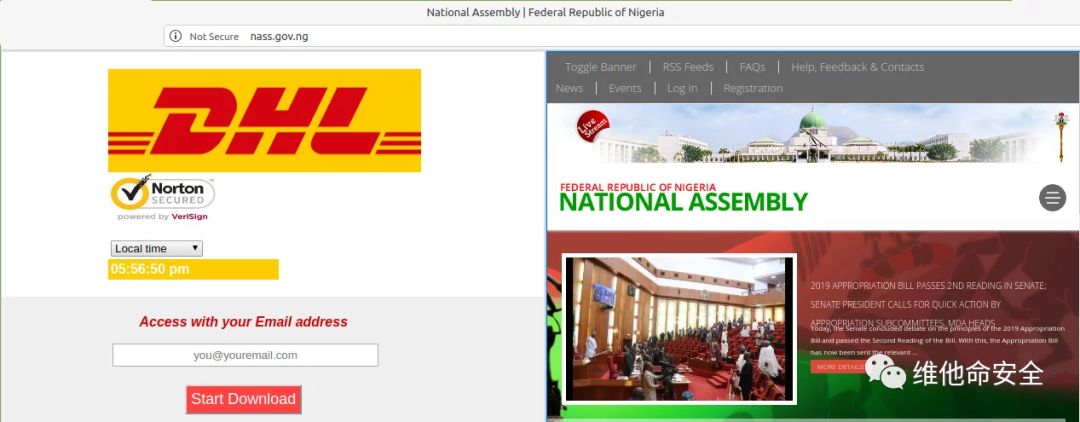 National Assembly | Federal Republic of Nigeria
Not Secure nass.gov.ng
DHL
Norton
SECURED
powered by VeriSign
Local time
05:56:50 pm
Access with your Email address
you@youremail.com
Start Download
Toggle Banner | RSS Feeds | FAQs | Help, Feedback & Contacts
News | Events | Log In | Registration
Live Stream
FEDERAL REPUBLIC OF NIGERIA
NATIONAL ASSEMBLY
2019 APPROPRIATION BILL PASSES 2ND READING IN SENATE;
SENATE PRESIDENT CALLS FOR QUICK ACTION BY
APPROPRIATION SUBCOMMITTEES, MDA HEADS
Today, the Senate concluded debate on the principles of the 2019 Appropriation
Bill and passed the Second Reading of the Bill. With this, the Appropriation Bill
has now been sent the relevant ...
MORE DETAILS
维他命安全